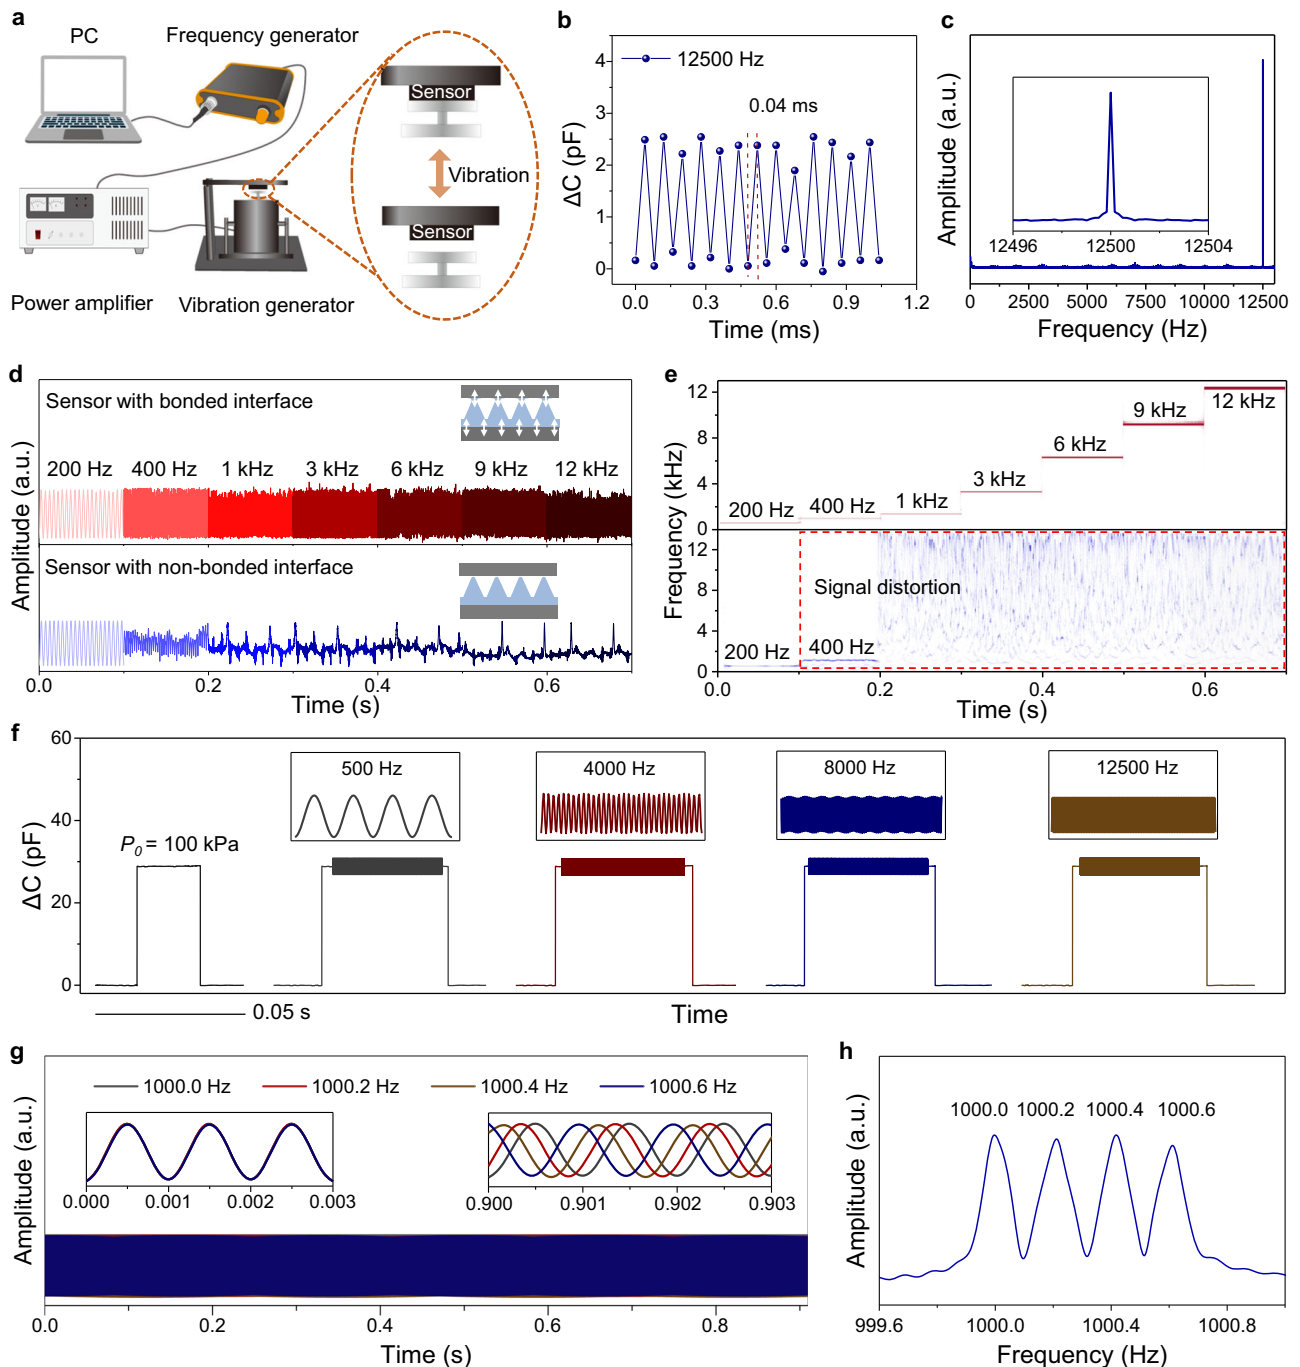 a
PC
Frequency generator
Sensor
Vibration
Sensor
Power amplifier
Vibration generator
b
12500 Hz
0.04 ms
ΔC (pF)
4
3
2
1
0
0.0 0.3 0.6 0.9 1.2
Time (ms)
c
Amplitude (a.u.)
12496 12500 12504
0 2500 5000 7500 10000 12500
Frequency (Hz)
d
Sensor with bonded interface
200 Hz 400 Hz 1 kHz 3 kHz 6 kHz 9 kHz 12 kHz
Amplitude (a.u.)
Sensor with non-bonded interface
0.0 0.2 0.4 0.6
Time (s)
e
Frequency (kHz)
12
8
4
0
200 Hz 400 Hz 1 kHz 3 kHz 6 kHz 9 kHz 12 kHz
Frequency (kHz)
12
8
4
0
Signal distortion
200 Hz 400 Hz
0.0 0.2 0.4 0.6
Time (s)
f
ΔC (pF)
60
40
20
0
P0 = 100 kPa
500 Hz
4000 Hz
8000 Hz
12500 Hz
0.05 s
Time
g
Amplitude (a.u.)
1000.0 Hz 1000.2 Hz 1000.4 Hz 1000.6 Hz
0.000 0.001 0.002 0.003
0.900 0.901 0.902 0.903
0.0 0.2 0.4 0.6 0.8
Time (s)
h
Amplitude (a.u.)
1000.0 1000.2 1000.4 1000.6
999.6 1000.0 1000.4 1000.8
Frequency (Hz)